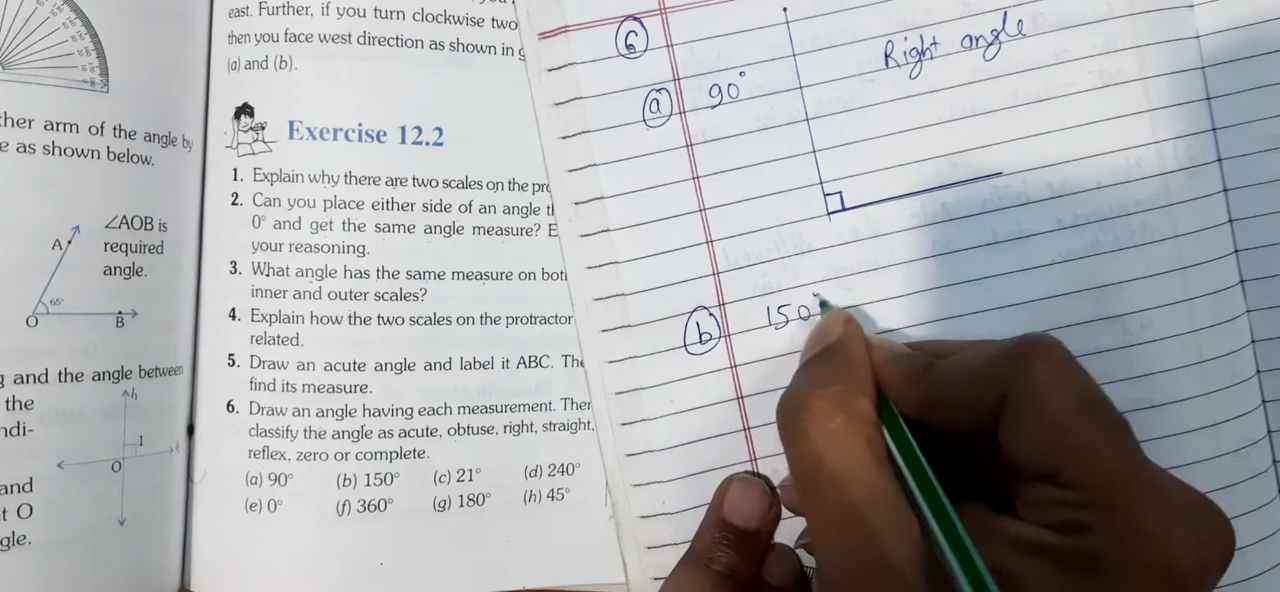 east. Further, if you turn clockwise two
then you face west direction as shown in
(a) and (b).
ther arm of the angle by
e as shown below.
∠AOB is
required
angle.
A
65°
O
B
and the angle between
the
ndi-
h
l
O
and
t O
gle.
Exercise 12.2
1. Explain why there are two scales on the
2. Can you place either side of an angle
0° and get the same angle measure? E
your reasoning.
3. What angle has the same measure on
inner and outer scales?
4. Explain how the two scales on the protractor
related.
5. Draw an acute angle and label it ABC. The
find its measure.
6. Draw an angle having each measurement. Then
classify the angle as acute, obtuse, right, straight,
reflex, zero or complete.
(a) 90° (b) 150° (c) 21° (d) 240°
(e) 0° (f) 360° (g) 180° (h) 45°
6
a 90°
Right angle
b 150°